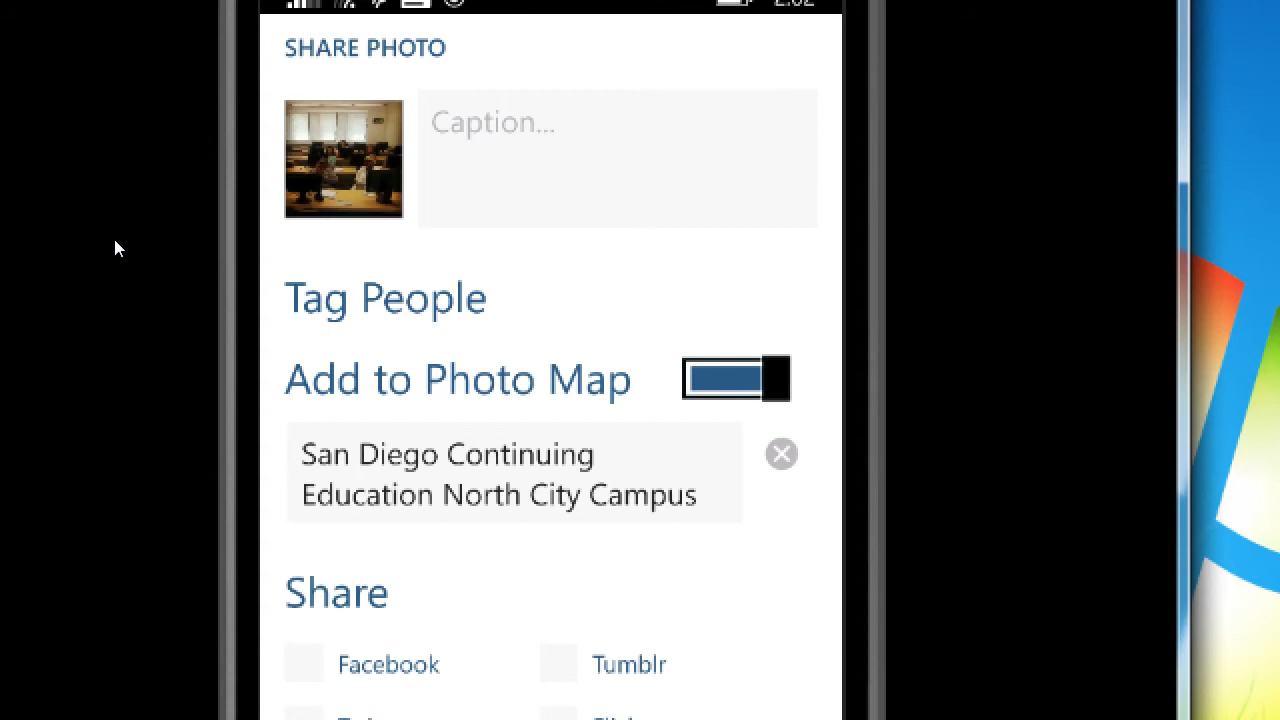 SHARE PHOTO
Caption...
Tag People
Add to Photo Map
San Diego Continuing
Education North City Campus
Share
Facebook
Tumblr